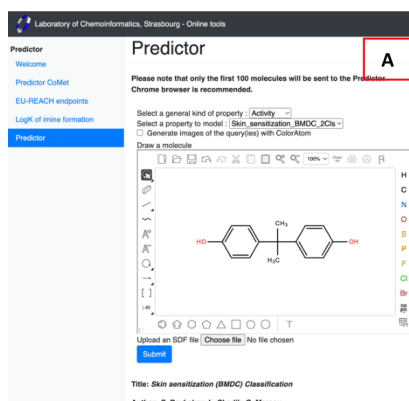 Laboratory of Chemoinformatics, Strasbourg - Online tools
Predictor
Welcome
Predictor CoMet
EU-REACH endpoints
LogK of imine formation
Predictor
Predictor
A
Please note that only the first 100 molecules will be sent to the Predictor.
Chrome browser is recommended.
Select a general kind of property : Activity
Select a property to model : Skin_sensitization_BMDC_2Cls
Generate images of the query(ies) with ColorAtom
Draw a molecule
100%
H
C
N
O
S
P
F
Cl
Br
CH3
HO
OH
H3C
T
Upload an SDF file Choose file No file chosen
Submit
Title: Skin sensitization (BMDC) Classification